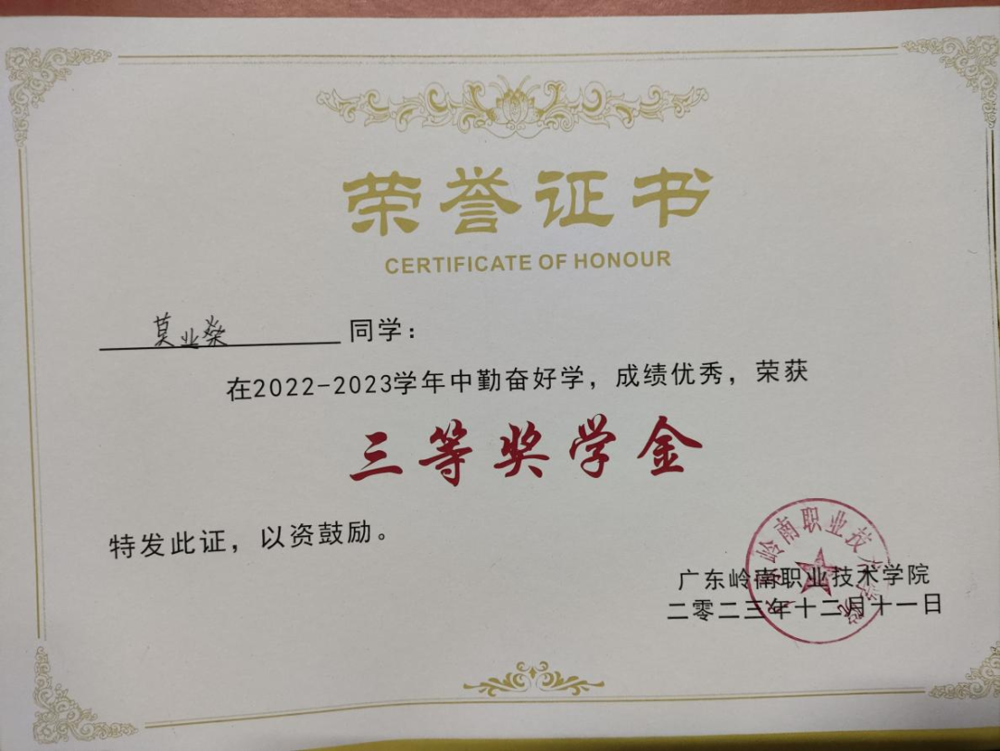 荣誉证书
CERTIFICATE OF HONOUR
莫业燊 同学：
在2022-2023学年中勤奋好学，成绩优秀，荣获
三等奖学金
特发此证，以资鼓励。
广东岭南职业技术学院
二零二三年十二月十一日